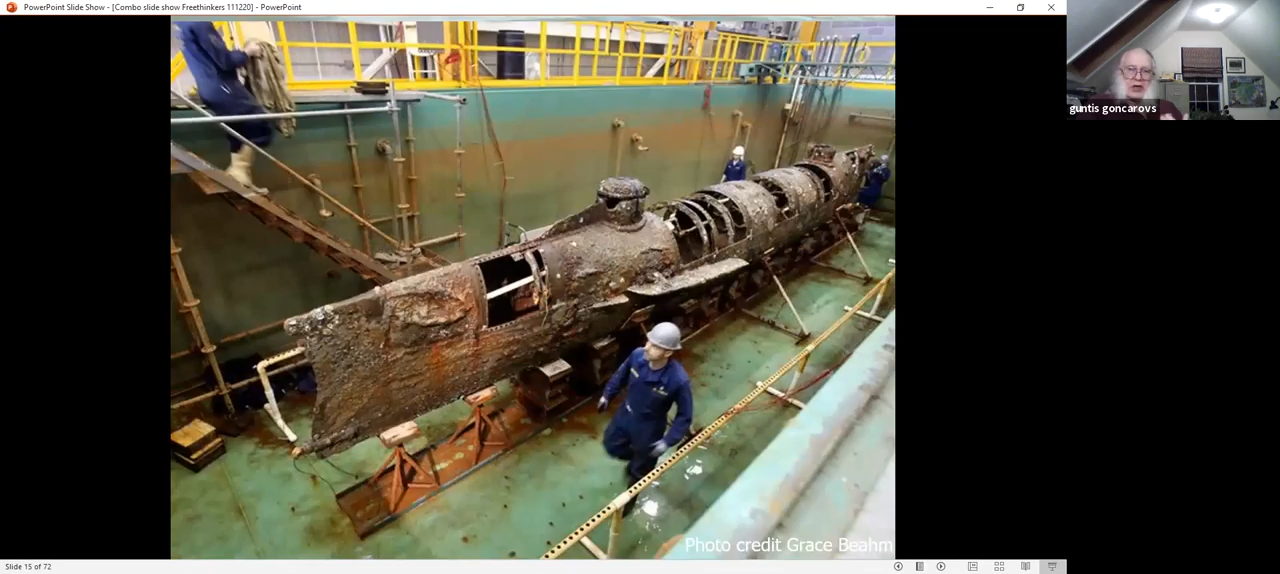 PowerPoint Slide Show - [Combo slide show Freethinkers 111220] - PowerPoint
guntis goncarovs
Photo credit Grace Beahm
Slide 15 of 72